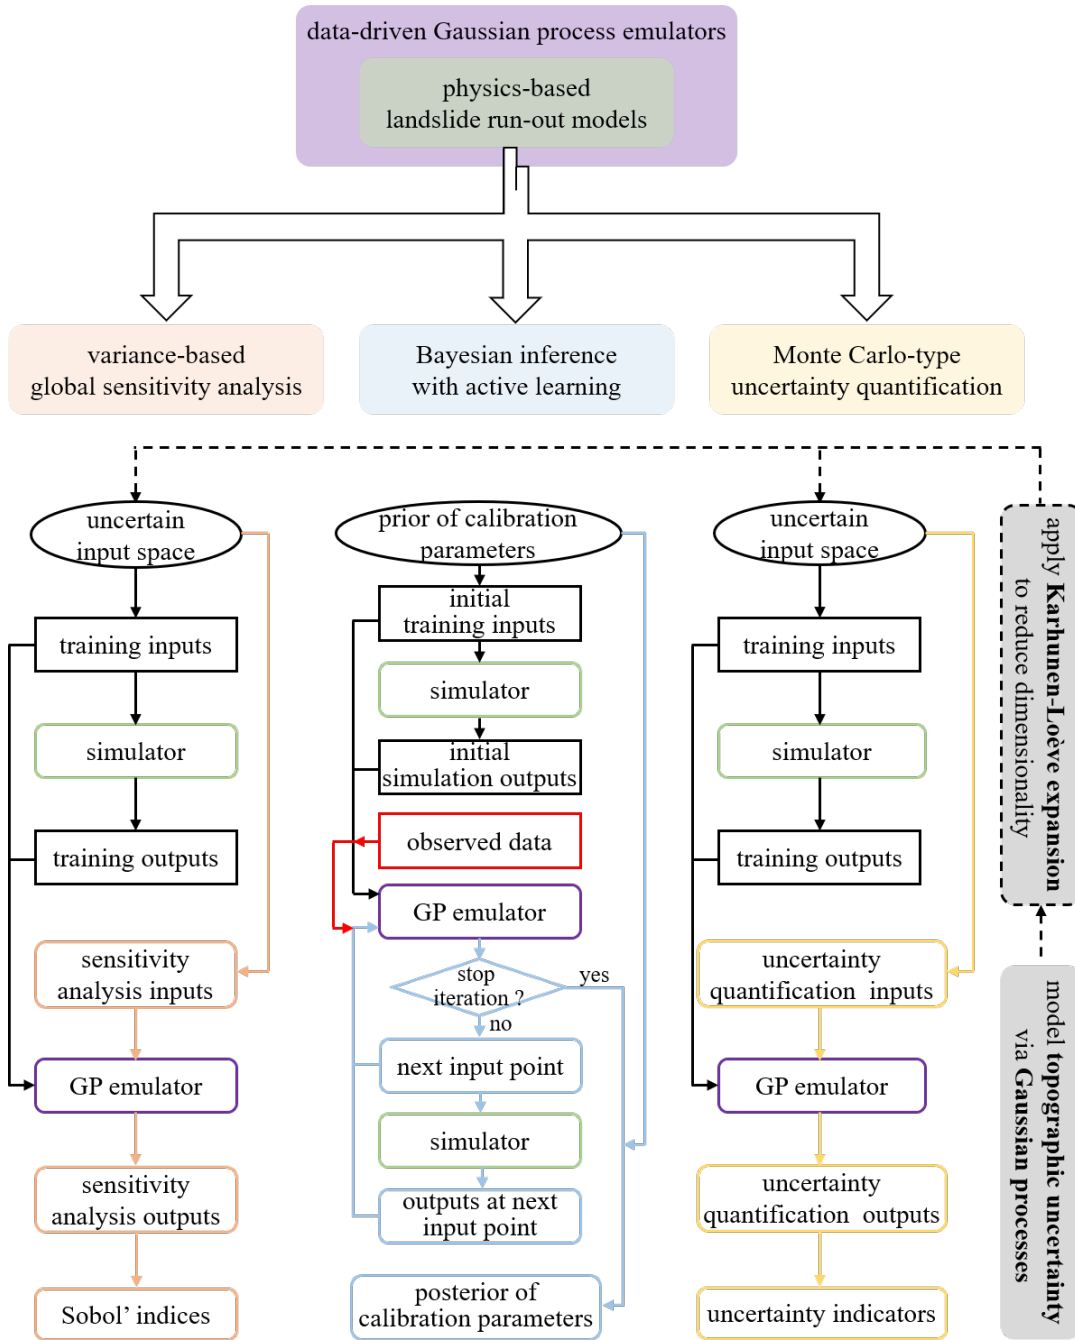 data-driven Gaussian process emulators
physics-based
landslide run-out models
variance-based
global sensitivity analysis
Bayesian inference
with active learning
Monte Carlo-type
uncertainty quantification
uncertain
input space
training inputs
simulator
training outputs
sensitivity
analysis inputs
GP emulator
sensitivity
analysis outputs
Sobol’ indices
prior of calibration
parameters
initial
training inputs
simulator
initial
simulation outputs
observed data
GP emulator
stop
iteration ?
yes
no
next input point
simulator
outputs at next
input point
posterior of
calibration parameters
uncertain
input space
training inputs
simulator
training outputs
uncertainty
quantification inputs
GP emulator
uncertainty
quantification outputs
uncertainty indicators
apply Karhunen-Loève expansion
to reduce dimensionality
model topographic uncertainty
via Gaussian processes